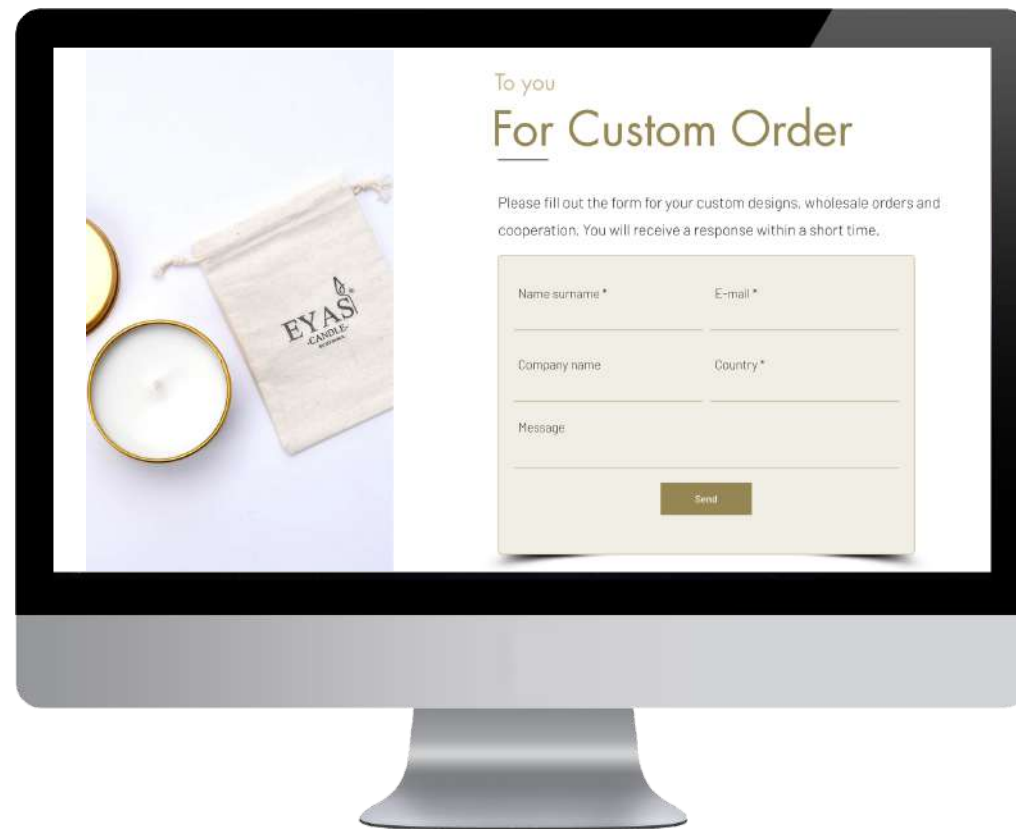 To you
For Custom Order
Please fill out the form for your custom designs, wholesale orders and
cooperation. You will receive a response within a short time.
EYAS
-CANDLE-
Name surname * E-mail *
Company name Country *
Message
Send